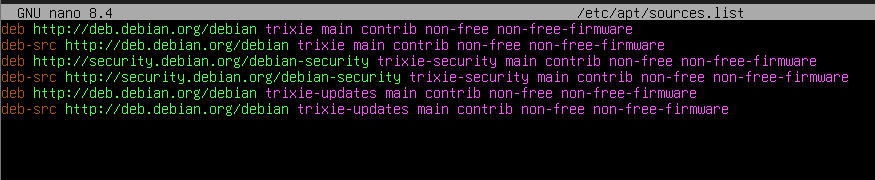 GNU nano 8.4 /etc/apt/sources.list
deb http://deb.debian.org/debian trixie main contrib non-free non-free-firmware
deb-src http://deb.debian.org/debian trixie main contrib non-free non-free-firmware
deb http://security.debian.org/debian-security trixie-security main contrib non-free non-free-firmware
deb-src http://security.debian.org/debian-security trixie-security main contrib non-free non-free-firmware
deb http://deb.debian.org/debian trixie-updates main contrib non-free non-free-firmware
deb-src http://deb.debian.org/debian trixie-updates main contrib non-free non-free-firmware